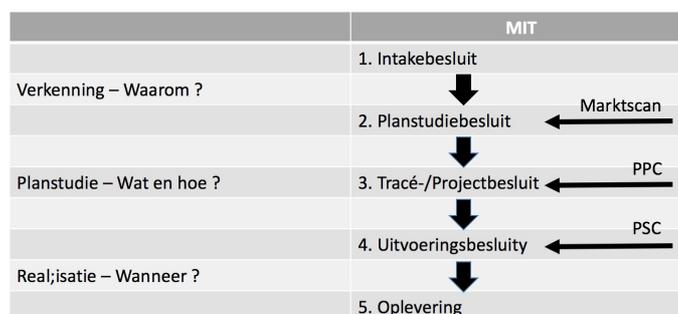 MIT
1. Intakebesluit
Verkenning – Waarom ?
Marktscan
2. Planstudiebesluit
PPC
Planstudie – Wat en hoe ?
3. Tracé-/Projectbesluit
PSC
4. Uitvoeringsbesluity
Real;isatie – Wanneer ?
5. Oplevering